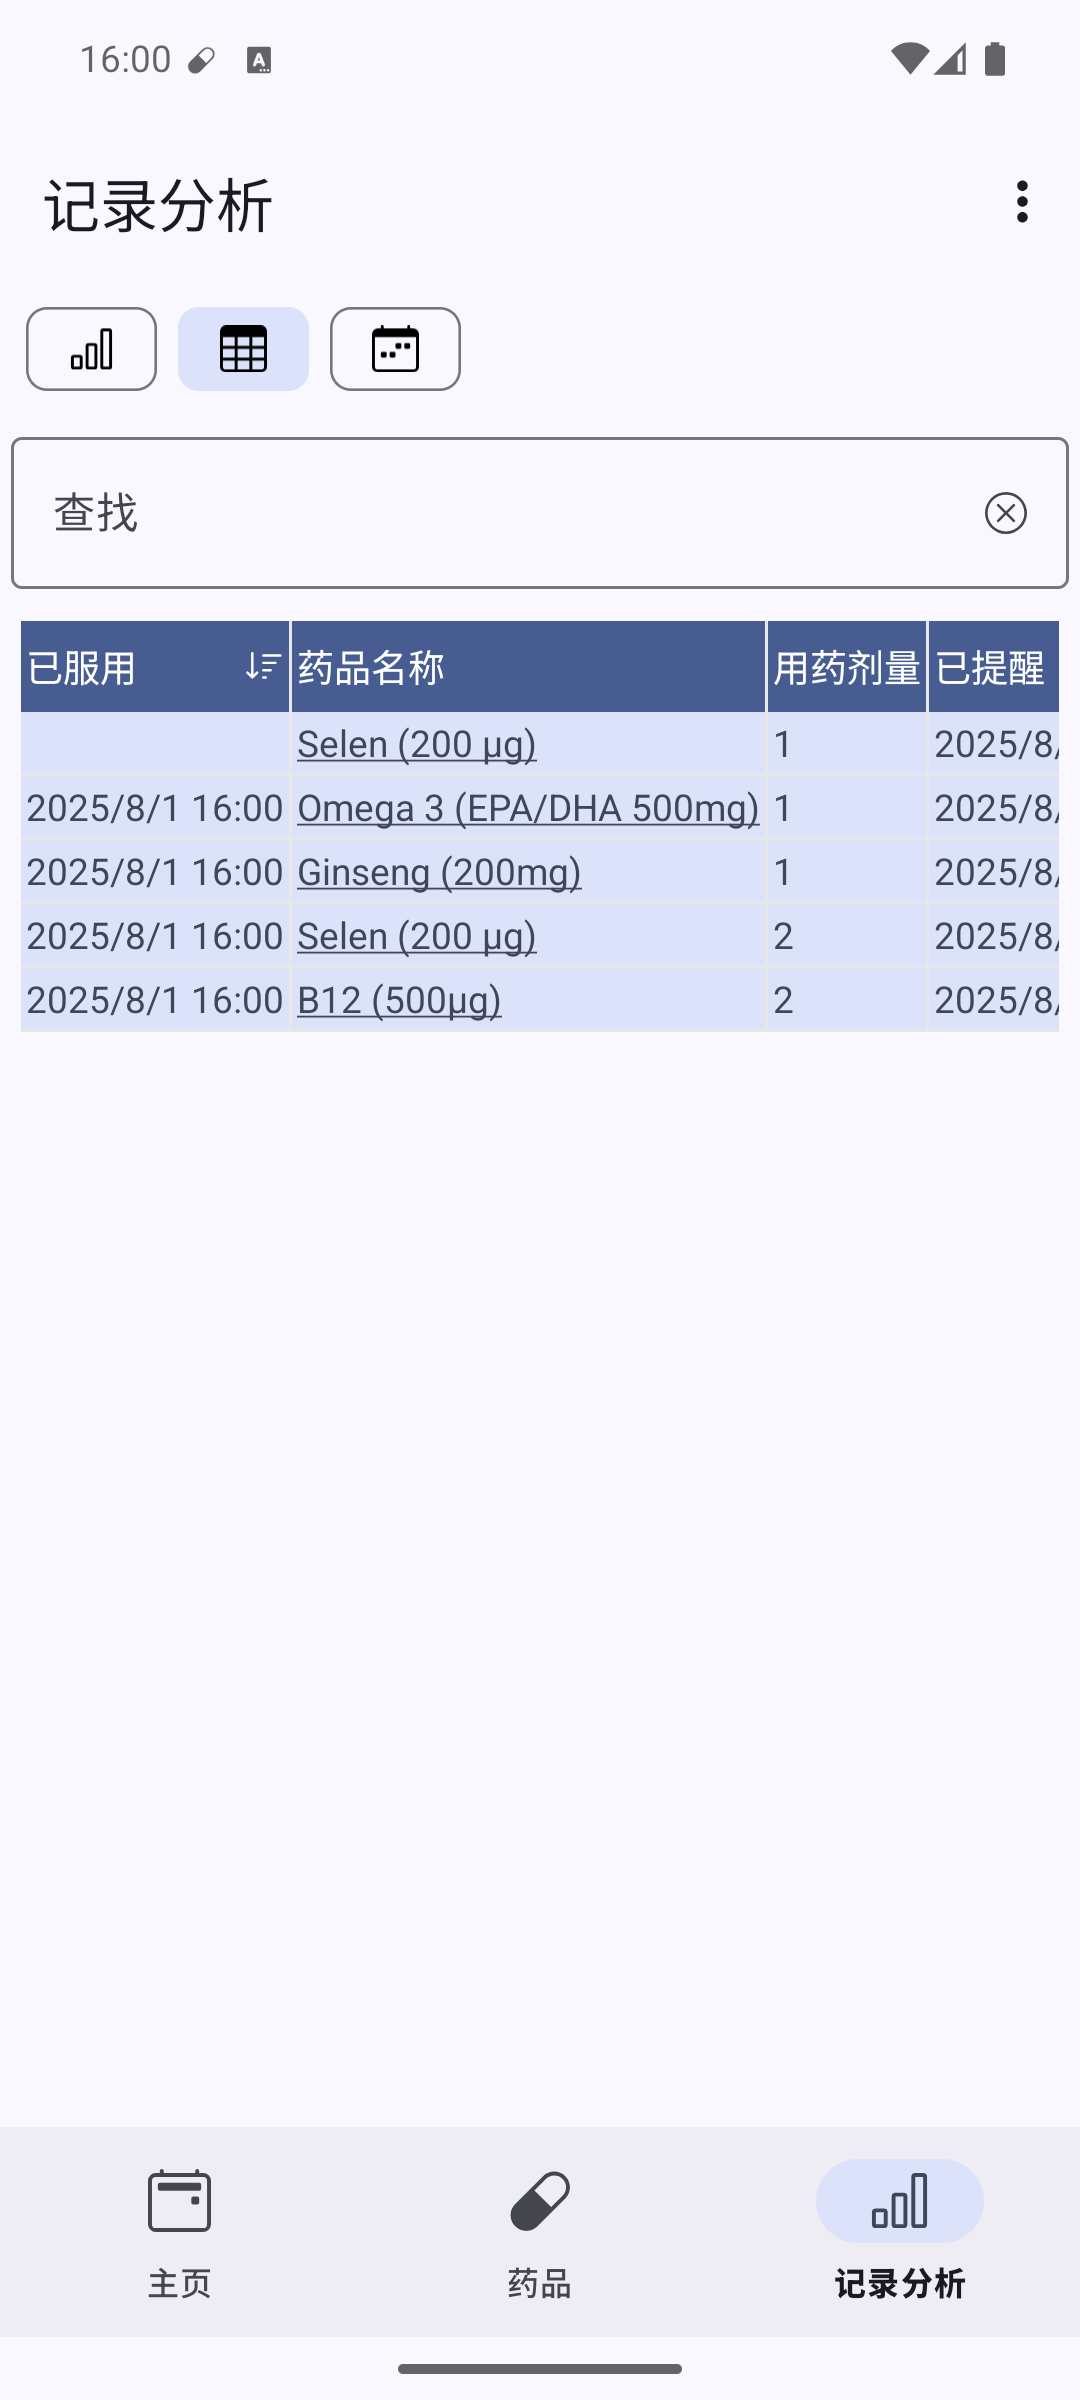 16:00
记录分析
查找
已服用 药品名称 用药剂量 已提醒
Selen (200 µg) 1 2025/8/
2025/8/1 16:00 Omega 3 (EPA/DHA 500mg) 1 2025/8/
2025/8/1 16:00 Ginseng (200mg) 1 2025/8/
2025/8/1 16:00 Selen (200 µg) 2 2025/8/
2025/8/1 16:00 B12 (500µg) 2 2025/8/
主页 药品 记录分析